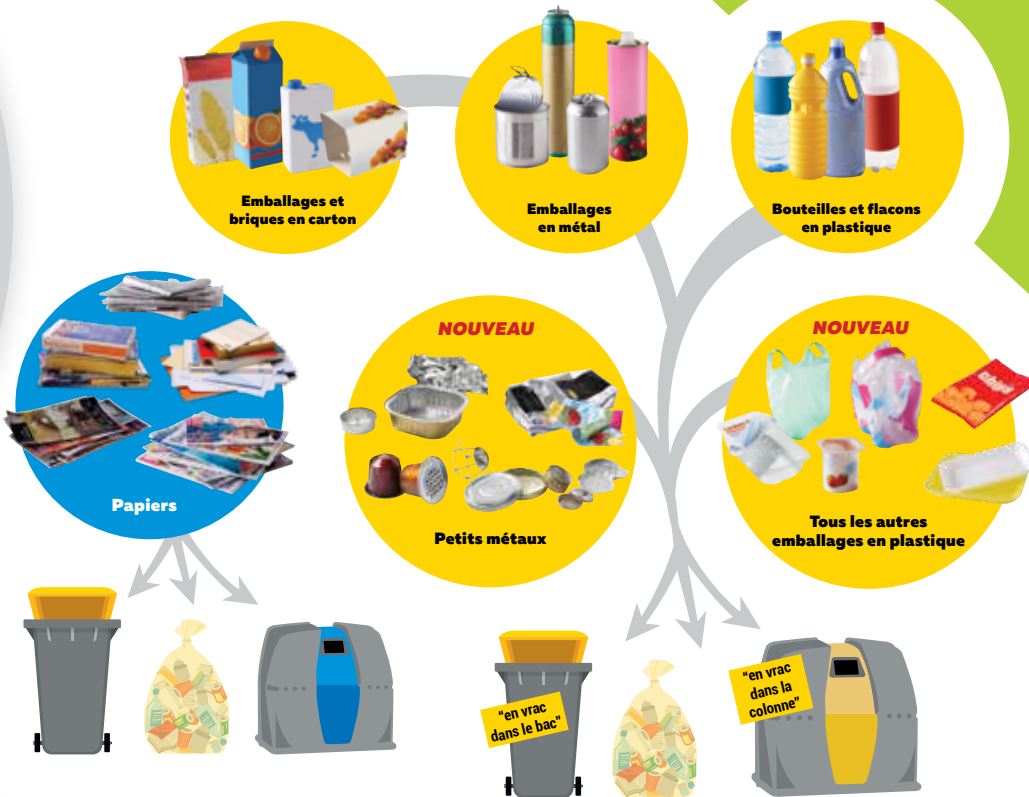 Emballages et
briques en carton
Emballages
en métal
Bouteilles et flacons
en plastique
Papiers
NOUVEAU
Petits métaux
NOUVEAU
chips
Tous les autres
emballages en plastique
"en vrac
dans le bac"
"en vrac
dans la
colonne"